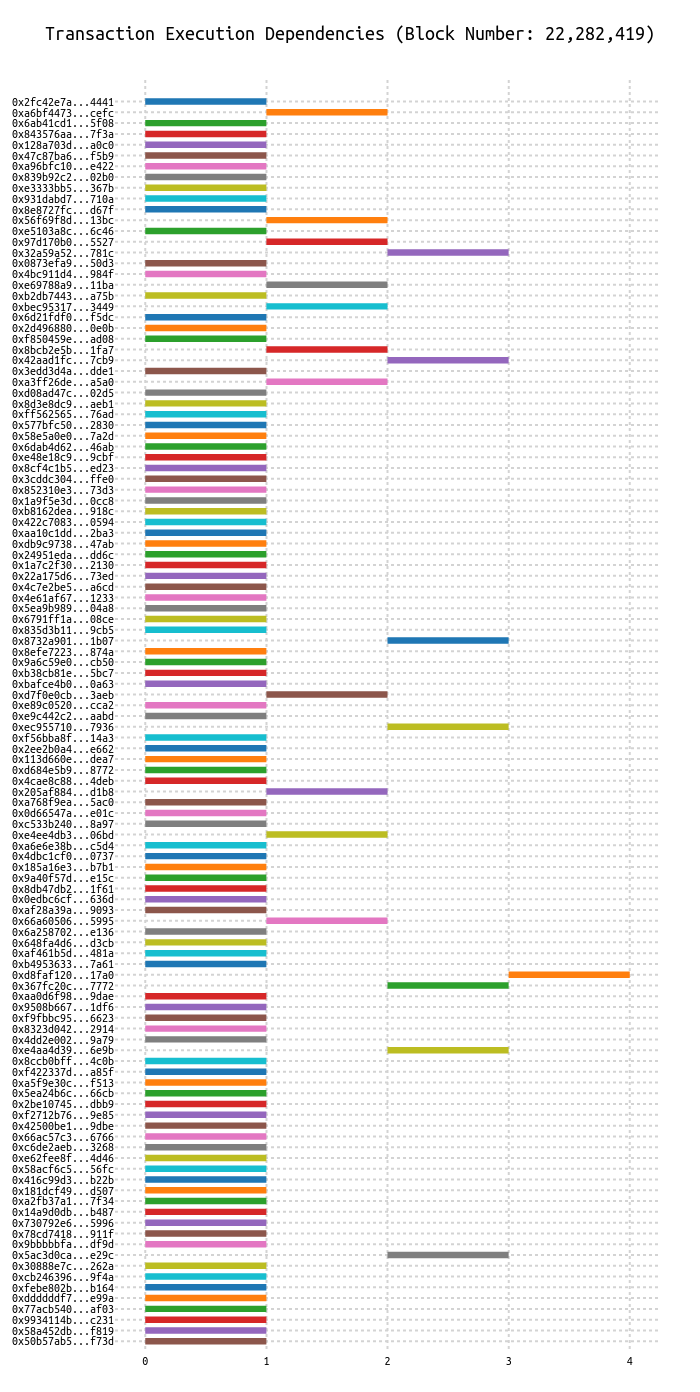 Transaction Execution Dependencies (Block Number: 22,282,419)
0x2fc42e7a...4441
0xa6bf4473...cefc
0x6ab41cd1...5f08
0x843576aa...7f3a
0x128a703d...a0c0
0x47c87ba6...f5b9
0xa96bfc10...e422
0x839b92c2...02b0
0xe3333bb5...367b
0x931dabd7...710a
0x8e8727fc...d67f
0x56f69f8d...13bc
0xe5103a8c...6c46
0x97d170b0...5527
0x32a59a52...781c
0x0873efa9...50d3
0x4bc911d4...984f
0xe69788a9...11ba
0xb2db7443...a75b
0xbec95317...3449
0x6d21fdf0...f5dc
0x2d496880...0e0b
0xf850459e...ad08
0x8bcb2e5b...1fa7
0x42aad1fc...7cb9
0x3edd3d4a...dde1
0xa3ff26de...a5a0
0xd08ad47c...02d5
0x8d3e8dc9...aeb1
0xff562565...76ad
0x577bfc50...2830
0x58e5a0e0...7a2d
0x6dab4d62...46ab
0xe48e18c9...9cbf
0x8cf4c1b5...ed23
0x3cddc304...ffe0
0x852310e3...73d3
0x1a9f5e3d...0cc8
0xb8162dea...918c
0x422c7083...0594
0xaa10c1dd...2ba3
0xdb9c9738...47ab
0x24951eda...dd6c
0x1a7c2f30...2130
0x22a175d6...73ed
0x4c7e2be5...a6cd
0x4e61af67...1233
0x5ea9b989...04a8
0x6791ff1a...08ce
0x835d3b11...9cb5
0x8732a901...1b07
0x8efe7223...874a
0x9a6c59e0...cb50
0xb38cb81e...5bc7
0xbafce4b0...0a63
0xd7f0e0cb...3aeb
0xe89c0520...cca2
0xe9c442c2...aabd
0xec955710...7936
0xf56bba8f...14a3
0x2ee2b0a4...e662
0x113d660e...dea7
0xd684e5b9...8772
0x4cae8c88...4deb
0x205af884...d1b8
0xa768f9ea...5ac0
0x0d66547a...e01c
0xc533b240...8a97
0xe4ee4db3...06bd
0xa6e6e38b...c5d4
0x4dbc1cf0...0737
0x185a16e3...b7b1
0x9a40f57d...e15c
0x8db47db2...1f61
0x0edbc6cf...636d
0xaf28a39a...9093
0x66a60506...5995
0x6a258702...e136
0x648fa4d6...d3cb
0xaf461b5d...481a
0xb4953633...7a61
0xd8faf120...17a0
0x367fc20c...7772
0xaa0d6f98...9dae
0x9508b667...1df6
0xf9fbbc95...6623
0x8323d042...2914
0x4dd2e002...9a79
0xe4aa4d39...6e9b
0x8ccb0bff...4c0b
0xf422337d...a85f
0xa5f9e30c...f513
0x5ea24b6c...66cb
0x2be10745...dbb9
0xf2712b76...9e85
0x42500be1...9dbe
0x66ac57c3...6766
0xc6de2aeb...3268
0xe62fee8f...4d46
0x58acf6c5...56fc
0x416c99d3...b22b
0x181dcf49...d507
0xa2fb37a1...7f34
0x14a9d0db...b487
0x730792e6...5996
0x78cd7418...911f
0x9bbbbbfa...df9d
0x5ac3d0ca...e29c
0x30888e7c...262a
0xcb246396...9f4a
0xfebe802b...b164
0xddddddf7...e99a
0x77acb540...af03
0x9934114b...c231
0x58a452db...f819
0x50b57ab5...f73d
0 1 2 3 4